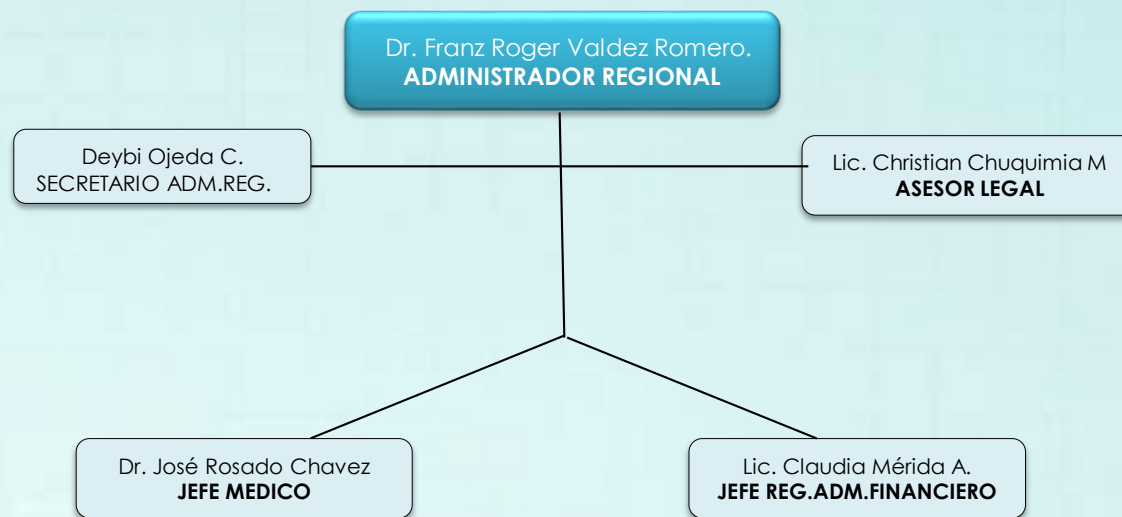 Dr. Franz Roger Valdez Romero.
ADMINISTRADOR REGIONAL
Deybi Ojeda C.
SECRETARIO ADM.REG.
Lic. Christian Chuquimia M
ASESOR LEGAL
Dr. José Rosado Chavez
JEFE MEDICO
Lic. Claudia Mérida A.
JEFE REG.ADM.FINANCIERO